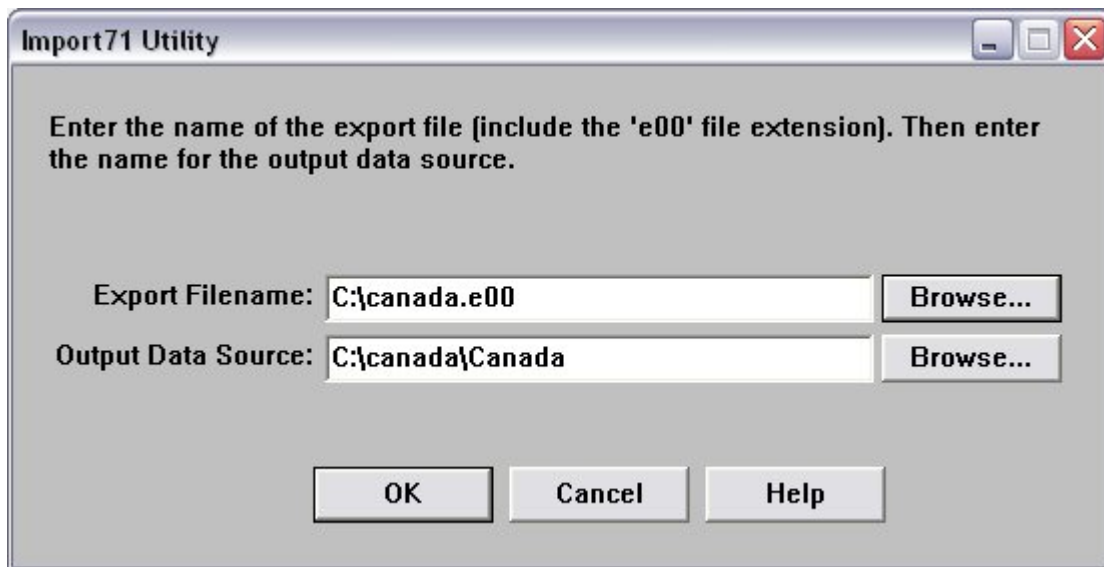 Import71 Utility
Enter the name of the export file (include the 'e00' file extension). Then enter
the name for the output data source.
Export Filename: C:\canada.e00 Browse...
Output Data Source: C:\canada\Canada Browse...
OK Cancel Help